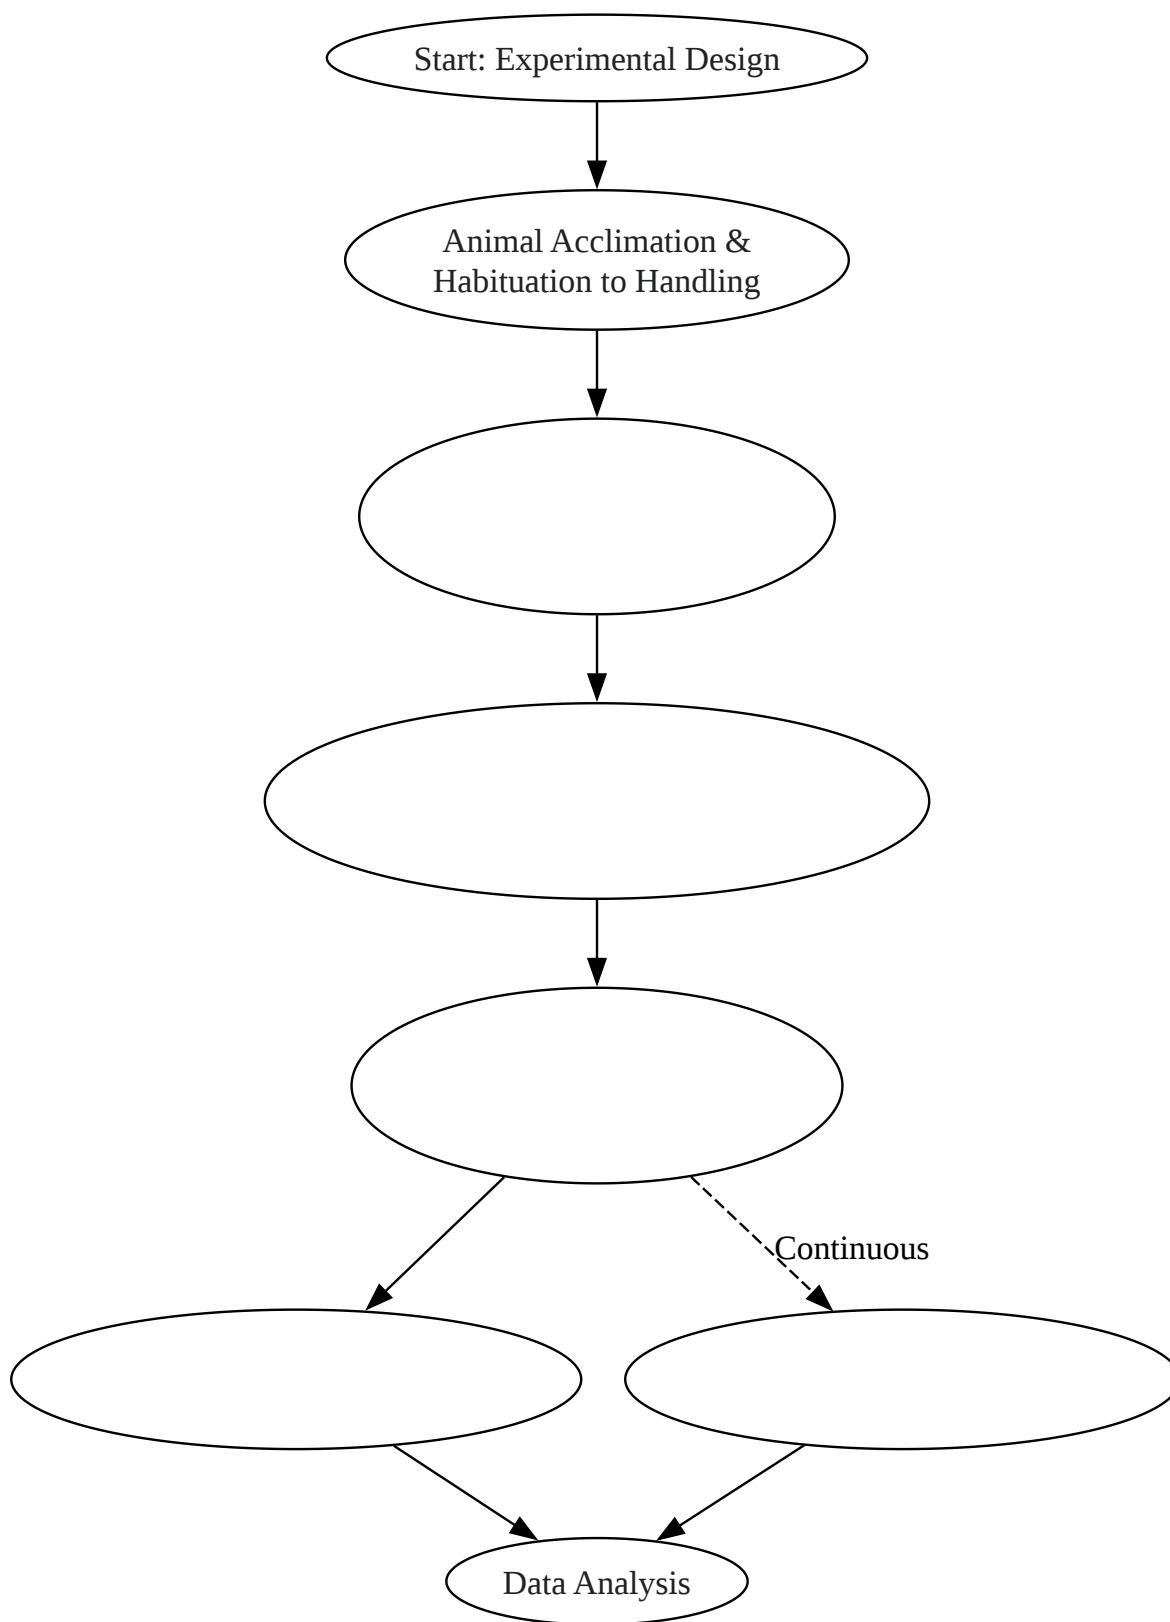 Start: Experimental Design
Animal Acclimation &
Habituation to Handling
Continuous
Data Analysis